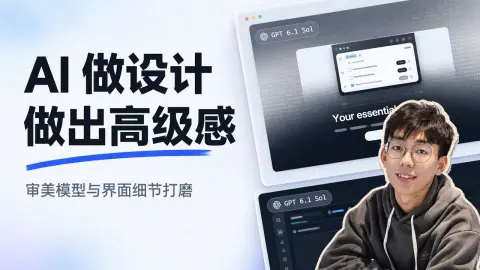 AI 做设计
做出高级感
审美模型与界面细节打磨
GPT 6.1 Sol
Your essential
GPT 6.1 Sol